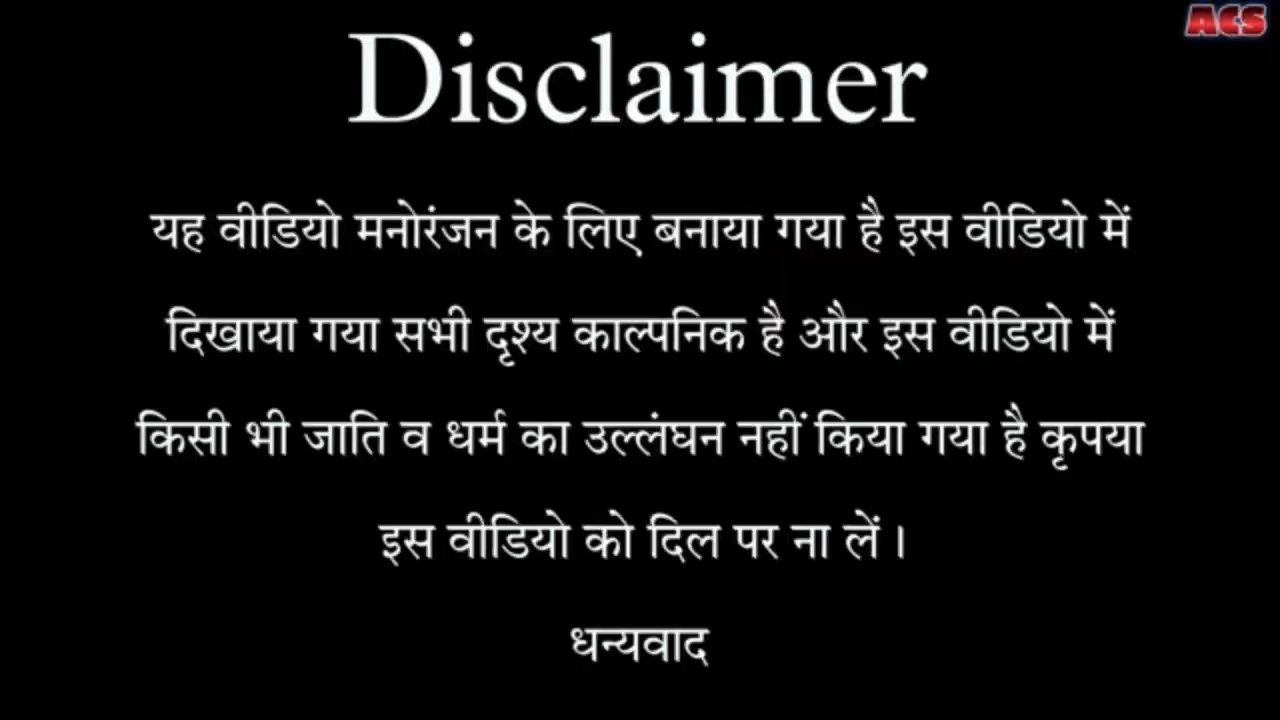 ACS
Disclaimer
यह वीडियो मनोरंजन के लिए बनाया गया है इस वीडियो में
दिखाया गया सभी दृश्य काल्पनिक है और इस वीडियो में
किसी भी जाति व धर्म का उल्लंघन नहीं किया गया है कृपया
इस वीडियो को दिल पर ना लें ।
धन्यवाद